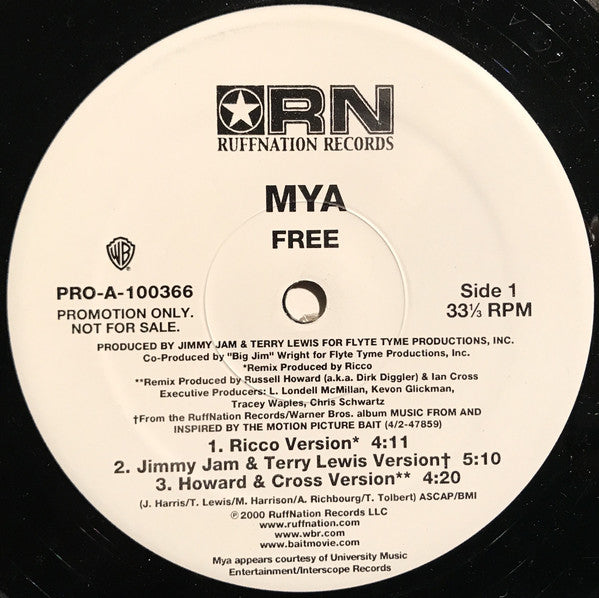 RN
RUFFNATION RECORDS
MYA
FREE
WB
PRO-A-100366
PROMOTION ONLY.
NOT FOR SALE.
Side 1
33⅓ RPM
PRODUCED BY JIMMY JAM & TERRY LEWIS FOR FLYTE TYME PRODUCTIONS, INC.
Co-Produced by "Big Jim" Wright for Flyte Tyme Productions, Inc.
*Remix Produced by Ricco
**Remix Produced by Russell Howard (a.k.a. Dirk Diggler) & Ian Cross
Executive Producers: L. Londell McMillan, Kevon Glickman,
Tracey Waples, Chris Schwartz
†From the RuffNation Records/Warner Bros. album MUSIC FROM AND
INSPIRED BY THE MOTION PICTURE BAIT (4/2-47859)
1. Ricco Version* 4:11
2. Jimmy Jam & Terry Lewis Version† 5:10
3. Howard & Cross Version** 4:20
(J. Harris/T. Lewis/M. Harrison/A. Richbourg/T. Tolbert) ASCAP/BMI
℗2000 RuffNation Records LLC
www.ruffnation.com
www.wbr.com
www.baitmovie.com
Mya appears courtesy of University Music
Entertainment/Interscope Records